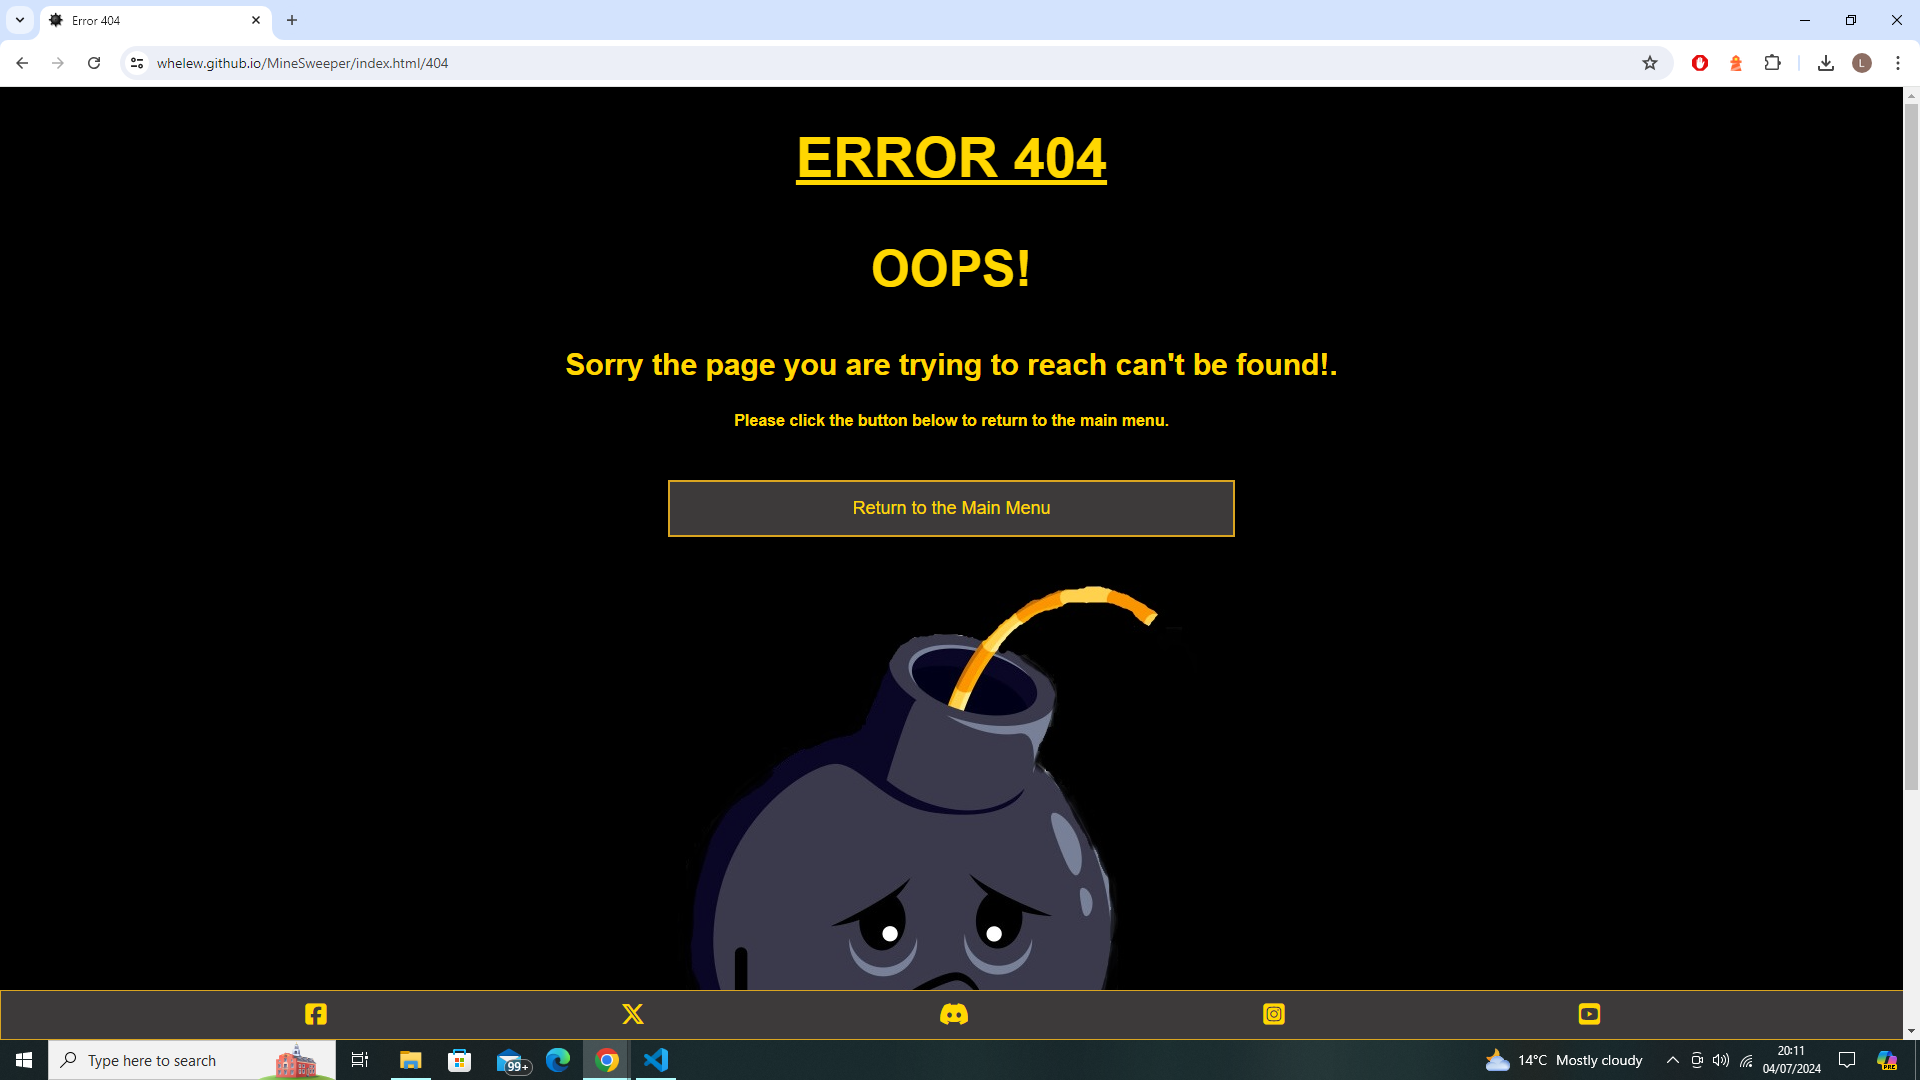 Error 404
whelew.github.io/MineSweeper/index.html/404
L
ERROR 404
OOPS!
Sorry the page you are trying to reach can't be found!.
Please click the button below to return to the main menu.
Return to the Main Menu
Type here to search
99+
14°C Mostly cloudy
20:11
04/07/2024
PRE